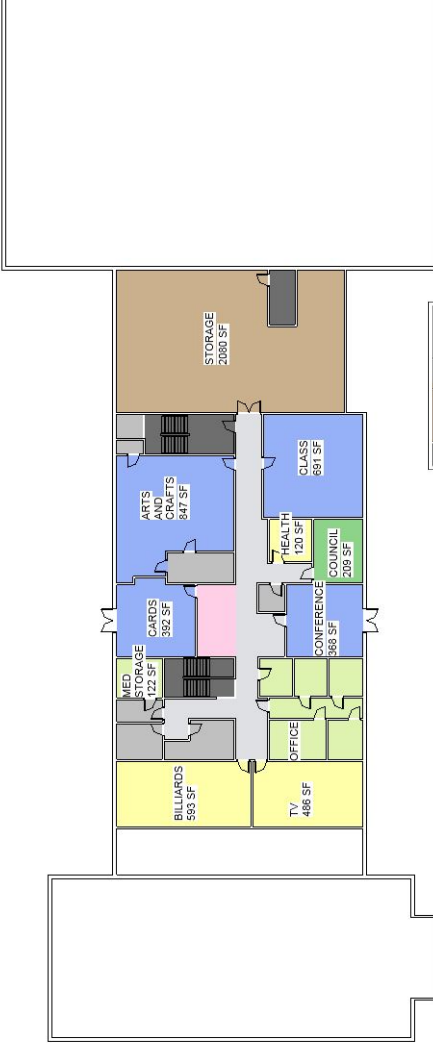 STORAGE
2080 SF
ARTS
AND
CRAFTS
847 SF
CLASS
691 SF
HEALTH
120 SF
COUNCIL
209 SF
CARDS
392 SF
CONFERENCE
368 SF
MED
STORAGE
122 SF
OFFICE
BILLIARDS
593 SF
TV
486 SF